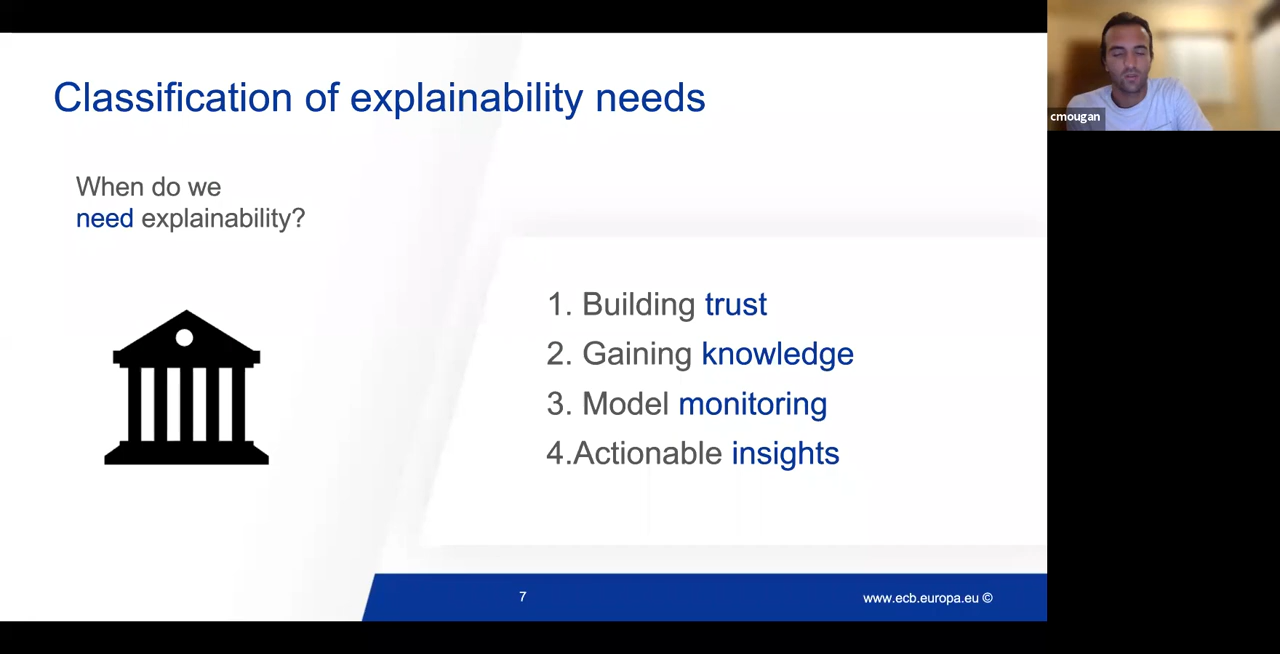 Classification of explainability needs
cmougan
When do we
need explainability?
1. Building trust
2. Gaining knowledge
3. Model monitoring
4.Actionable insights
7
www.ecb.europa.eu ©